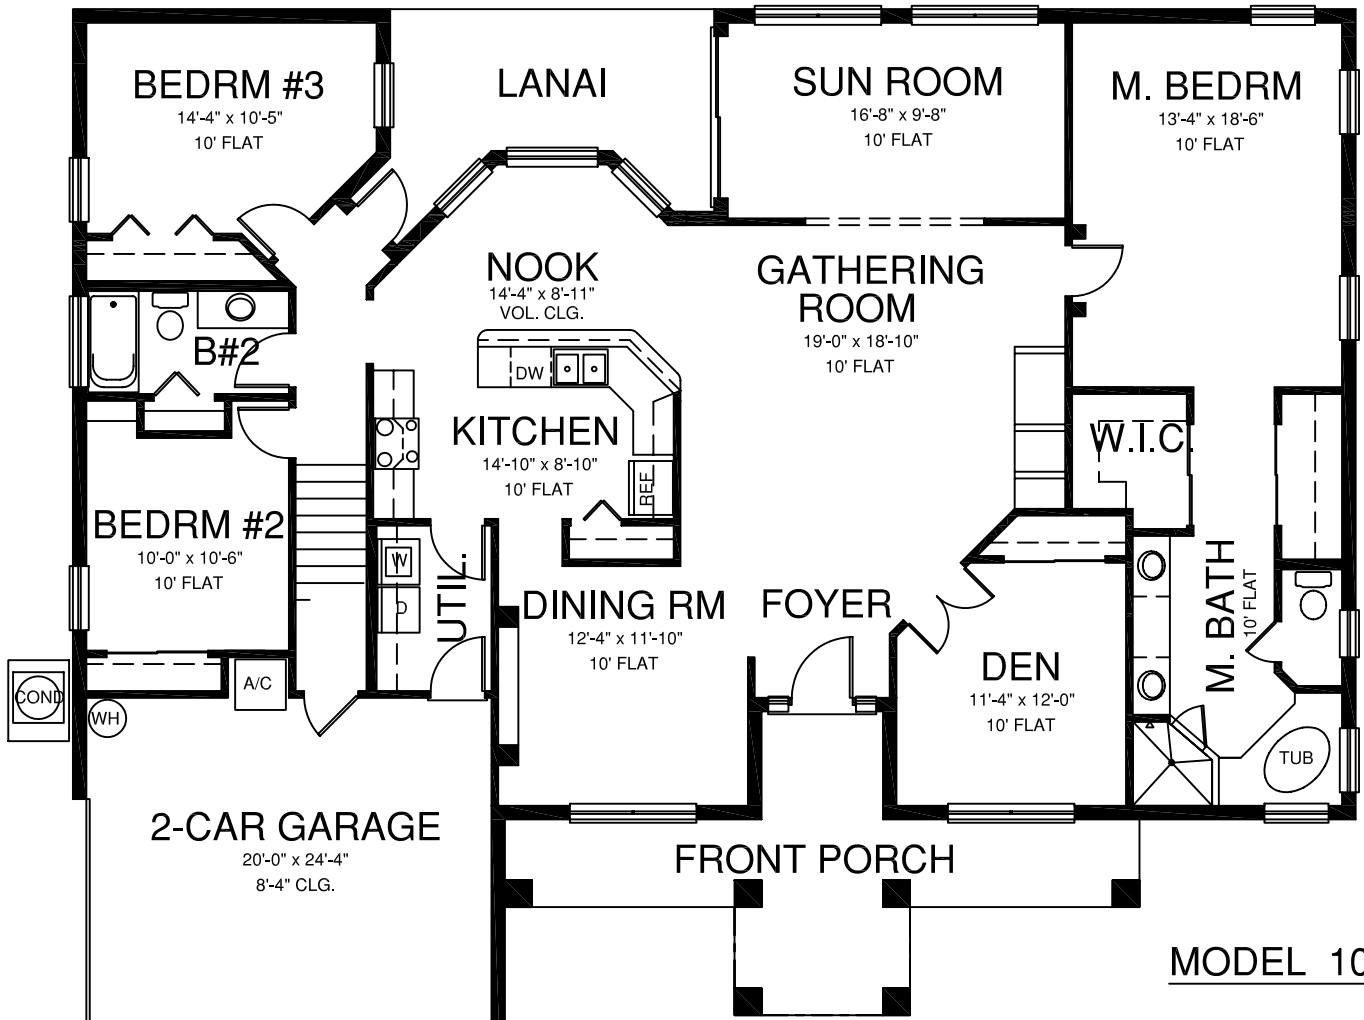 BEDRM #3
14'-4" x 10'-5"
10' FLAT
LANAI
SUN ROOM
16'-8" x 9'-8"
10' FLAT
M. BEDRM
13'-4" x 18'-6"
10' FLAT
NOOK
14'-4" x 8'-11"
VOL. CLG.
GATHERING
ROOM
19'-0" x 18'-10"
10' FLAT
B#2
DW
KITCHEN
14'-10" x 8'-10"
10' FLAT
REF
W.I.C.
BEDRM #2
10'-0" x 10'-6"
10' FLAT
W
D
UTIL.
DINING RM
12'-4" x 11'-10"
10' FLAT
FOYER
DEN
11'-4" x 12'-0"
10' FLAT
M. BATH
10' FLAT
TUB
COND
WH
A/C
2-CAR GARAGE
20'-0" x 24'-4"
8'-4" CLG.
FRONT PORCH
MODEL 10